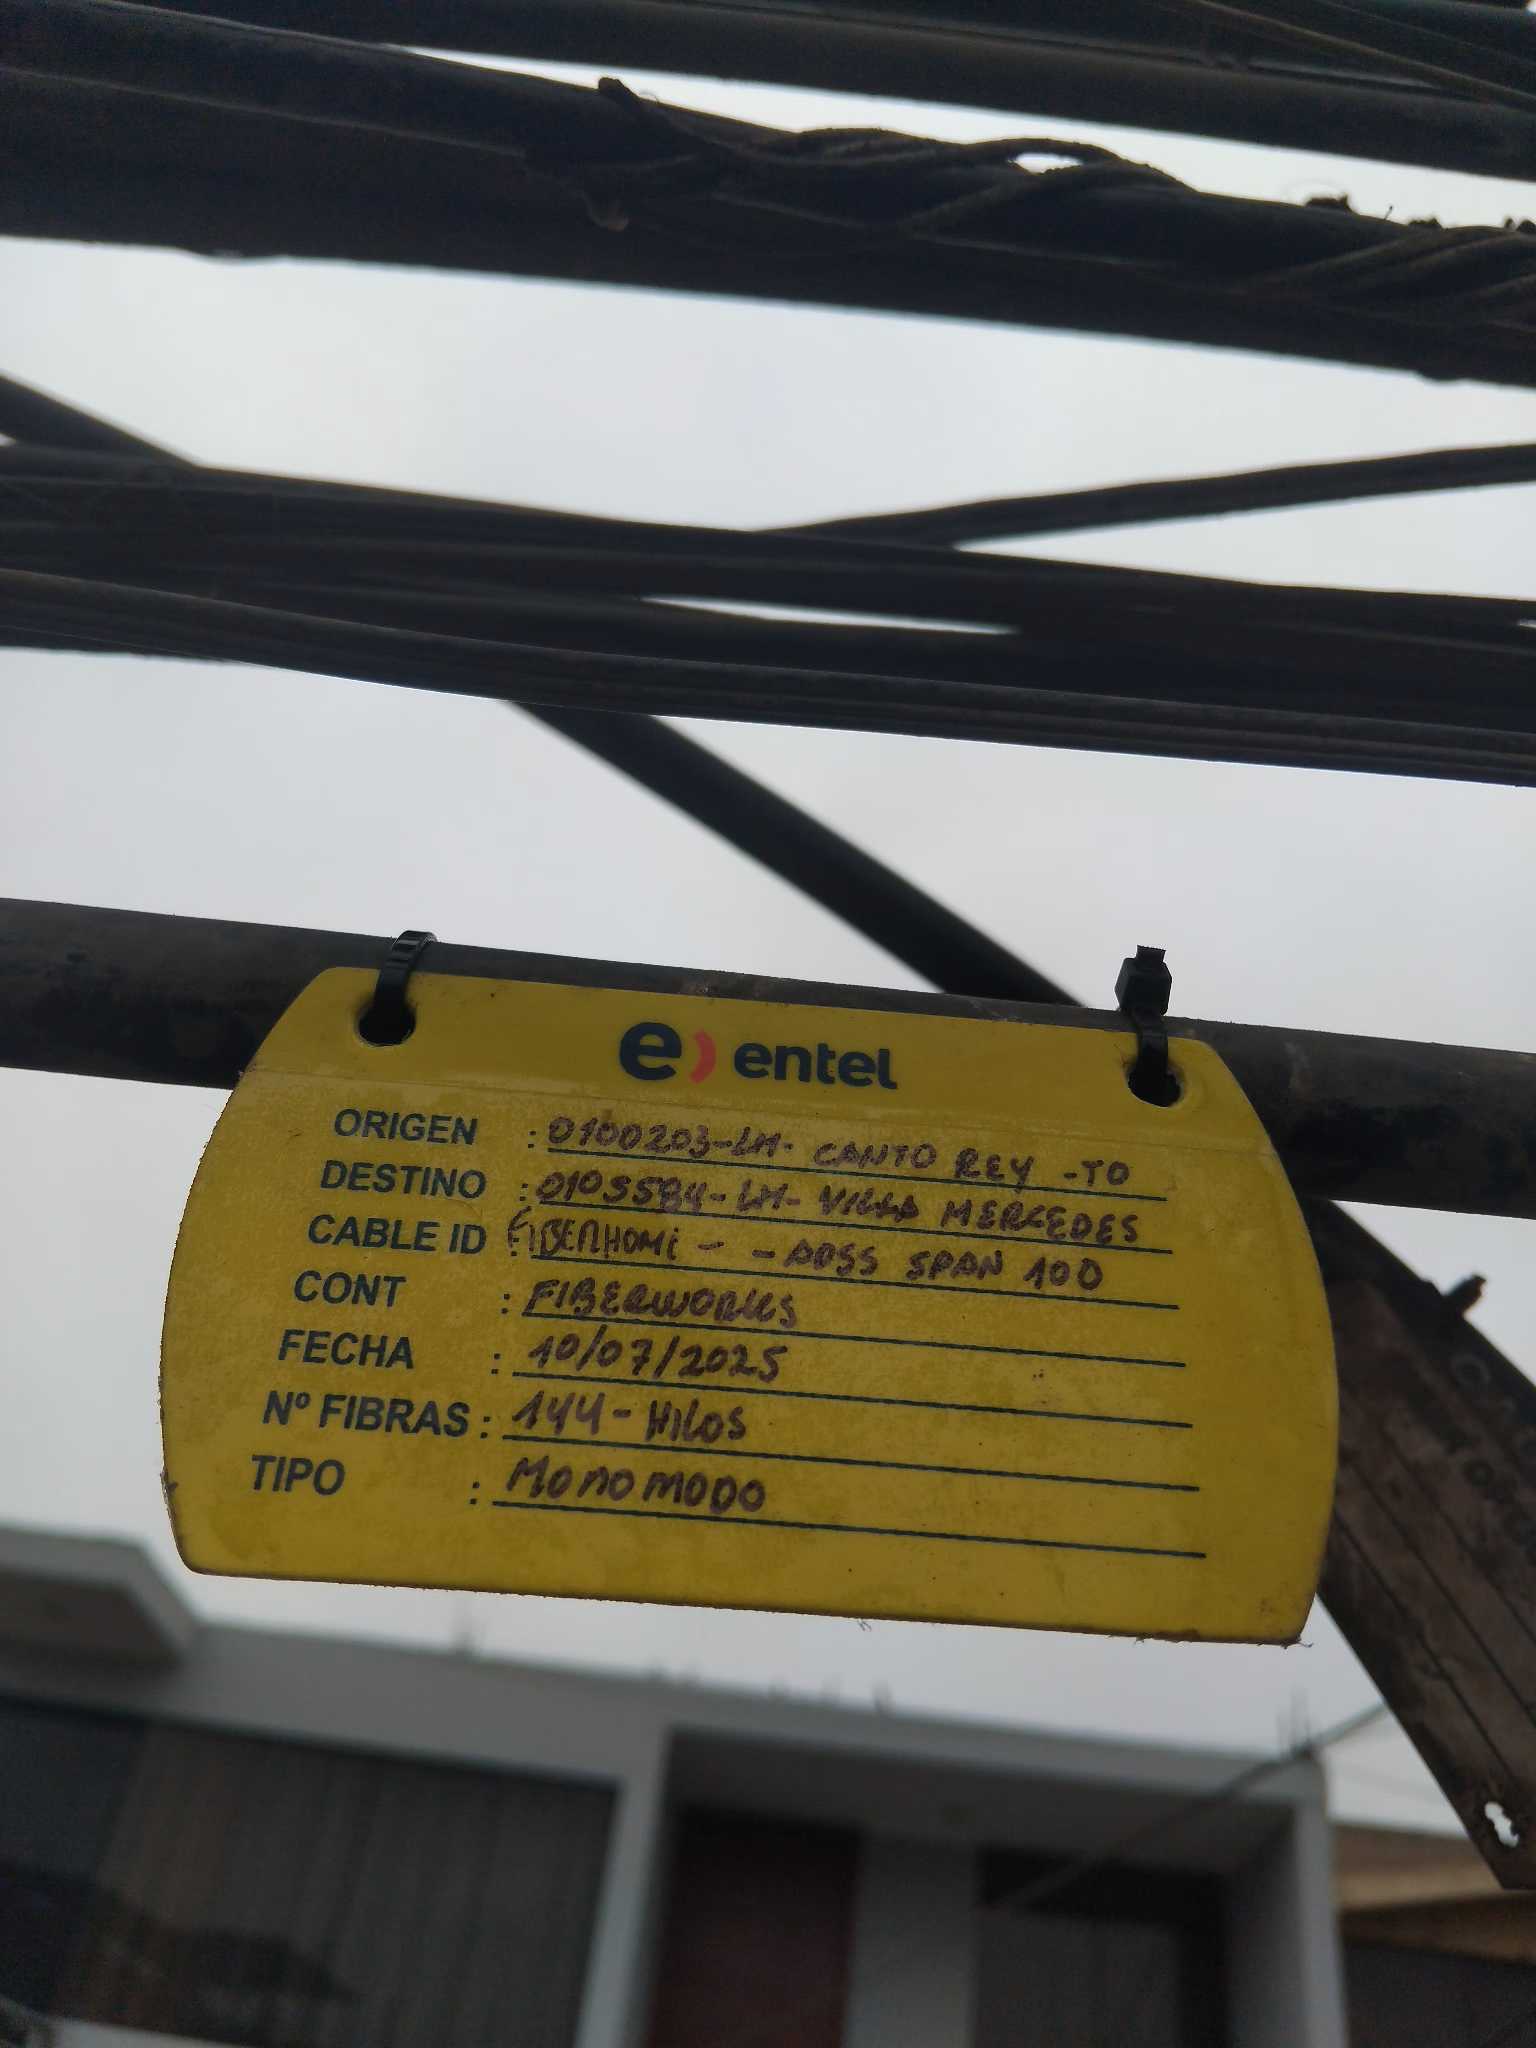 e) entel
ORIGEN : 0100203-LM- CANTO REY -TO
DESTINO : 0105584-LM- VILLA MERCEDES
CABLE ID : FIBERHOME - - ADSS SPAN 100
CONT : FIBERWORKS
FECHA : 10/07/2025
Nº FIBRAS : 144 - HILOS
TIPO : MONOMODO